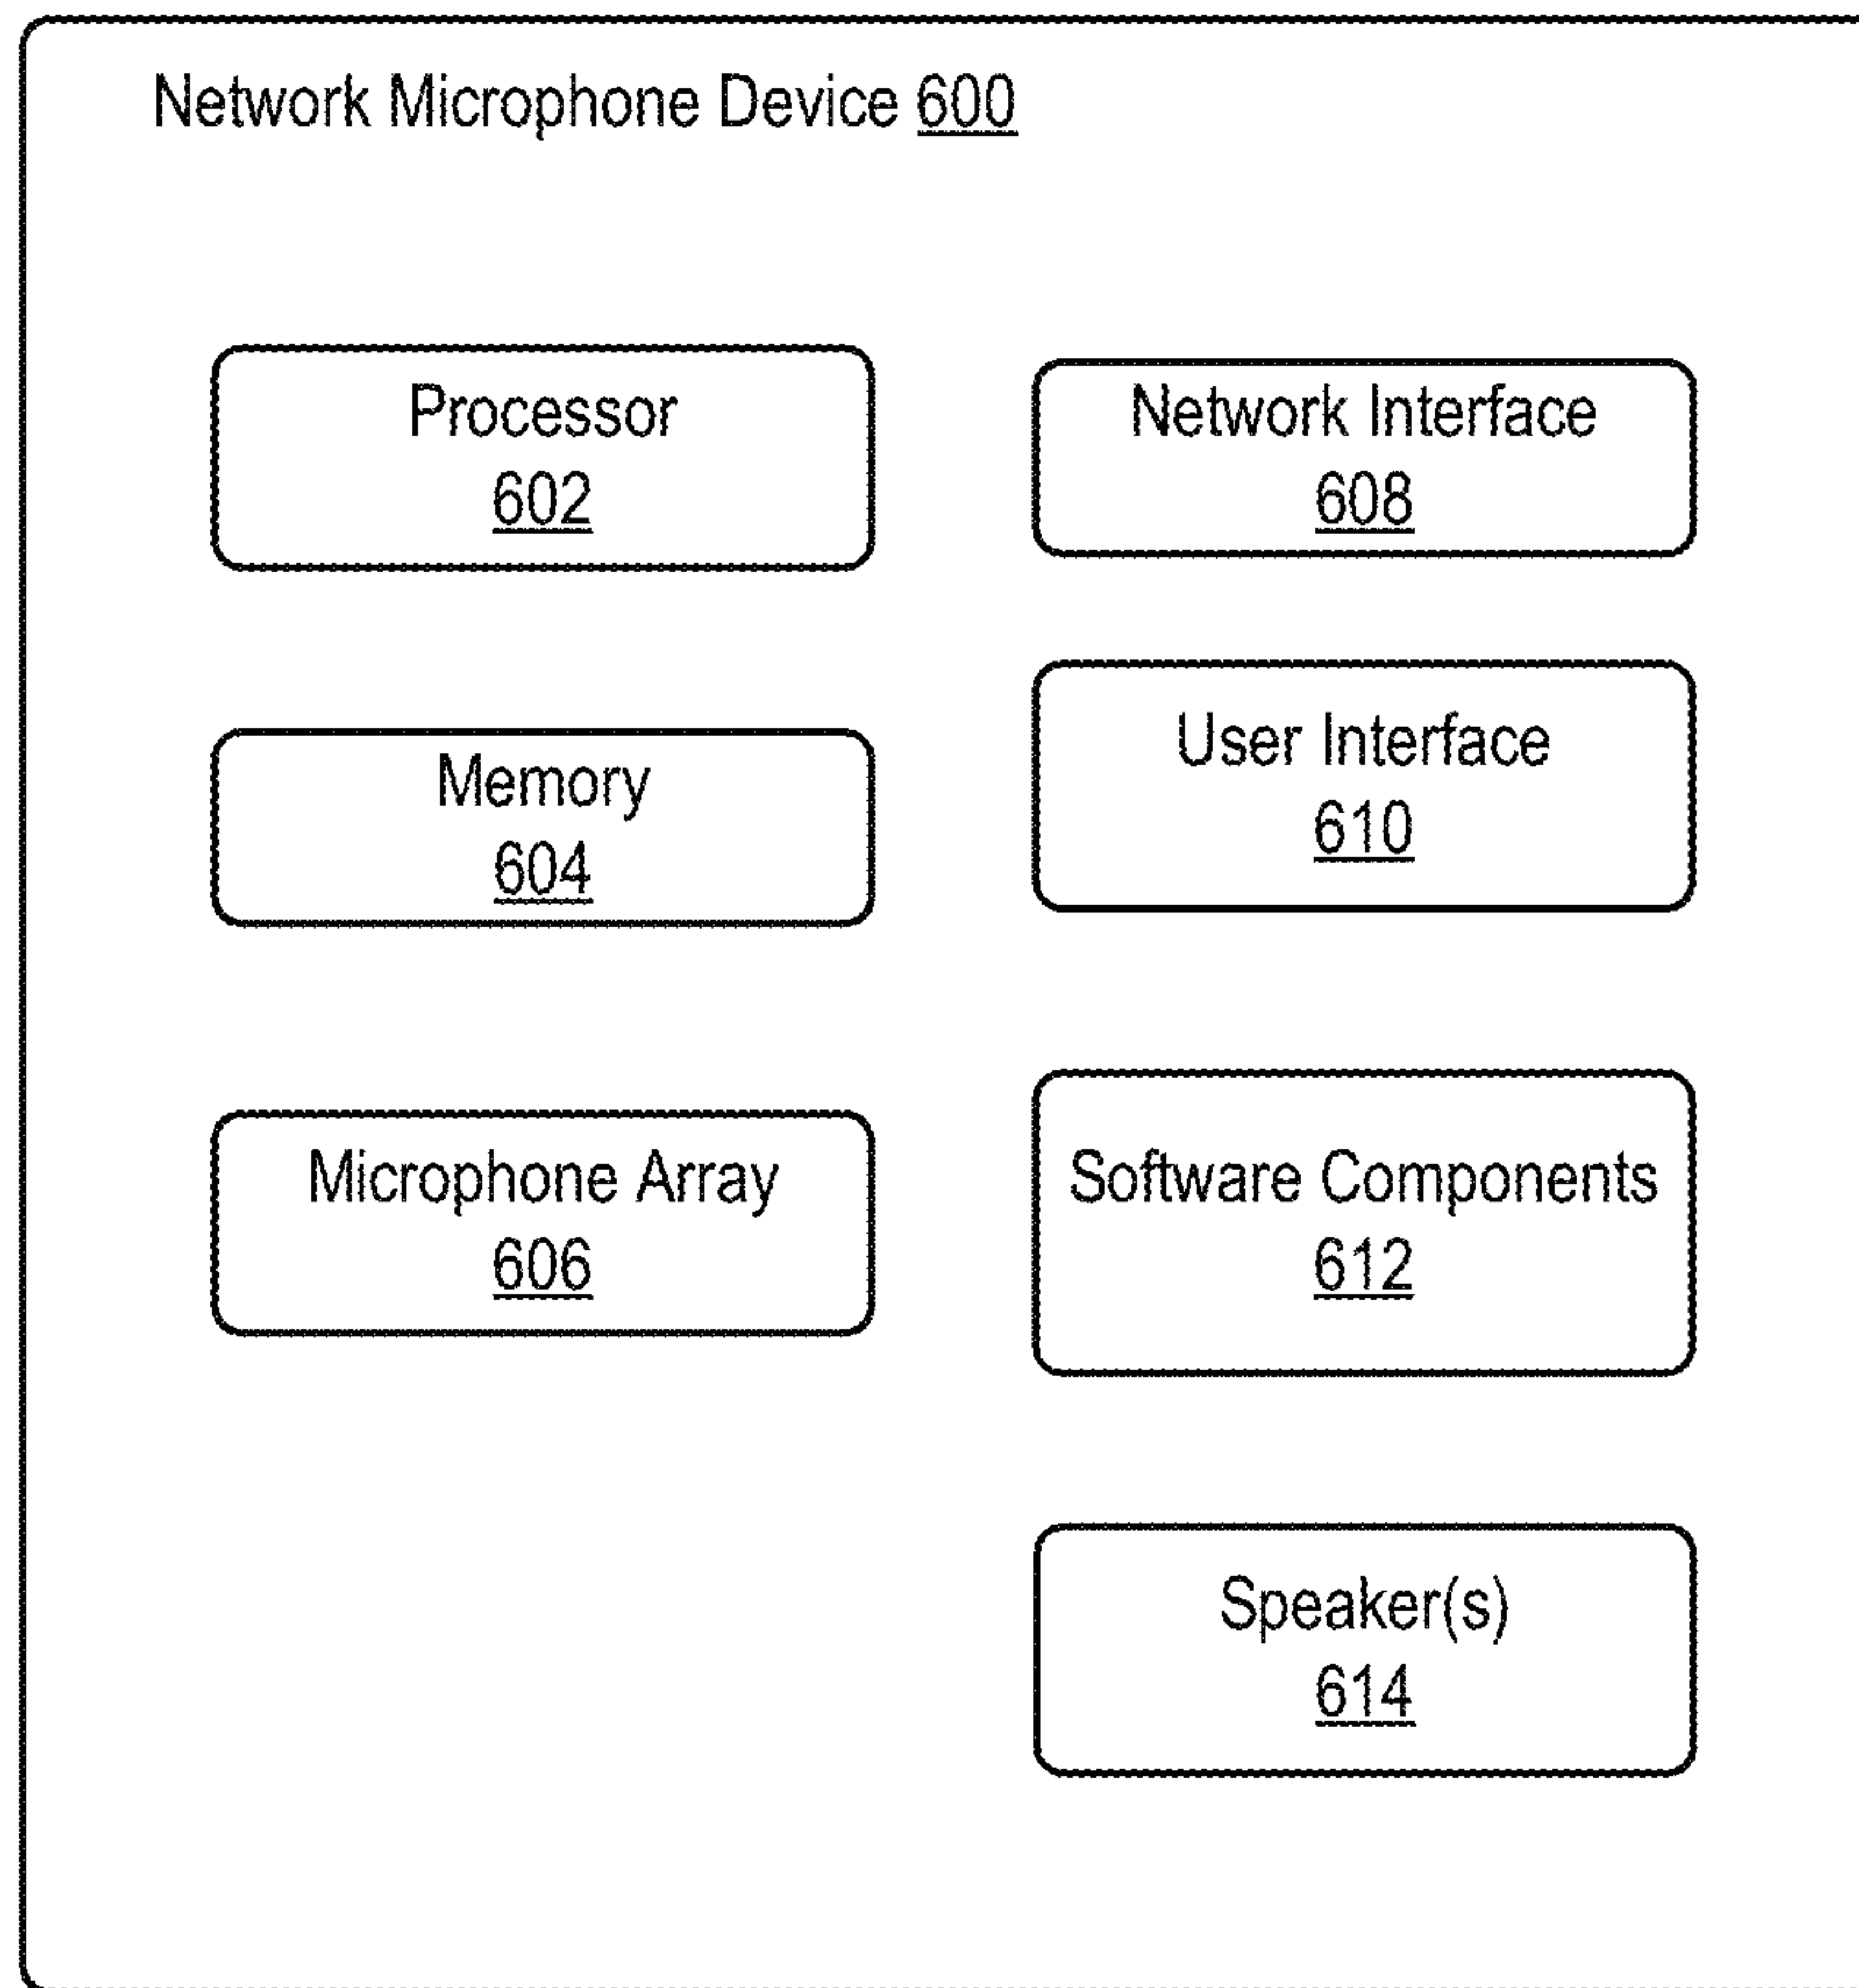 Network Microphone Device 600
Processor
602
Memory
604
Microphone Array
606
Network Interface
608
User Interface
610
Software Components
612
Speaker(s)
614